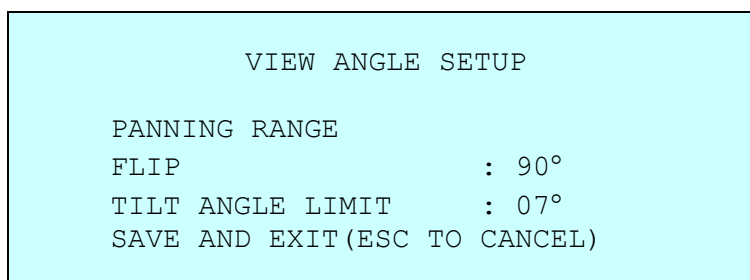 VIEW ANGLE SETUP
PANNING RANGE
FLIP : 90°
TILT ANGLE LIMIT : 07°
SAVE AND EXIT(ESC TO CANCEL)